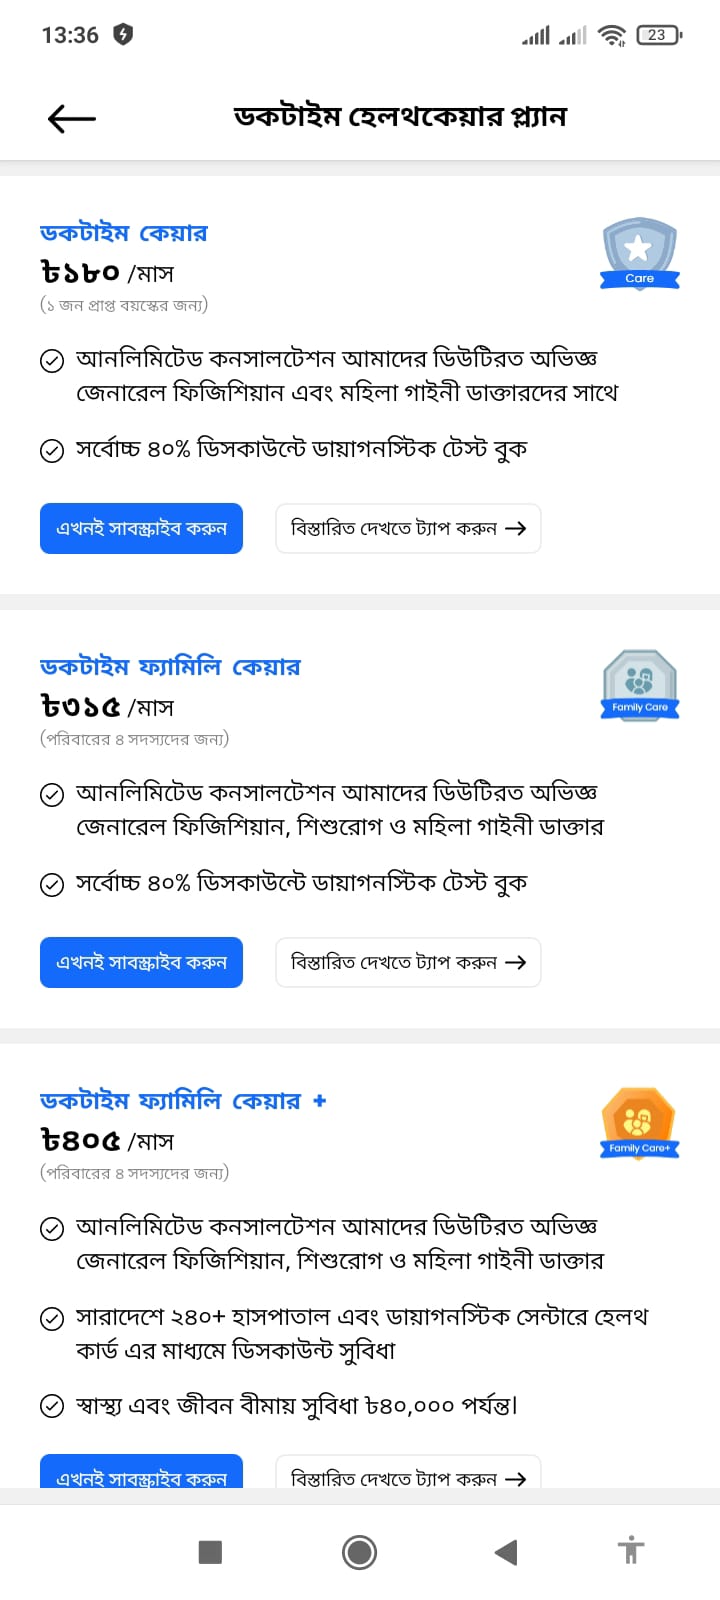 13:36
23
ডকটাইম হেলথকেয়ার প্ল্যান
ডকটাইম কেয়ার
৳১৮০ /মাস
(১ জন প্রাপ্ত বয়স্কের জন্য)
Care
আনলিমিটেড কনসালটেশন আমাদের ডিউটিরত অভিজ্ঞ
জেনারেল ফিজিশিয়ান এবং মহিলা গাইনী ডাক্তারদের সাথে
সর্বোচ্চ ৪০% ডিসকাউন্টে ডায়াগনস্টিক টেস্ট বুক
এখনই সাবস্ক্রাইব করুন
বিস্তারিত দেখতে ট্যাপ করুন →
ডকটাইম ফ্যামিলি কেয়ার
৳৩১৫ /মাস
(পরিবারের ৪ সদস্যদের জন্য)
Family Care
আনলিমিটেড কনসালটেশন আমাদের ডিউটিরত অভিজ্ঞ
জেনারেল ফিজিশিয়ান, শিশুরোগ ও মহিলা গাইনী ডাক্তার
সর্বোচ্চ ৪০% ডিসকাউন্টে ডায়াগনস্টিক টেস্ট বুক
এখনই সাবস্ক্রাইব করুন
বিস্তারিত দেখতে ট্যাপ করুন →
ডকটাইম ফ্যামিলি কেয়ার +
৳৪০৫ /মাস
(পরিবারের ৪ সদস্যদের জন্য)
Family Care+
আনলিমিটেড কনসালটেশন আমাদের ডিউটিরত অভিজ্ঞ
জেনারেল ফিজিশিয়ান, শিশুরোগ ও মহিলা গাইনী ডাক্তার
সারাদেশে ২৪০+ হাসপাতাল এবং ডায়াগনস্টিক সেন্টারে হেলথ
কার্ড এর মাধ্যমে ডিসকাউন্ট সুবিধা
স্বাস্থ্য এবং জীবন বীমায় সুবিধা ৳৪০,০০০ পর্যন্ত।
এখনই সাবস্ক্রাইব করুন
বিস্তারিত দেখতে ট্যাপ করুন →